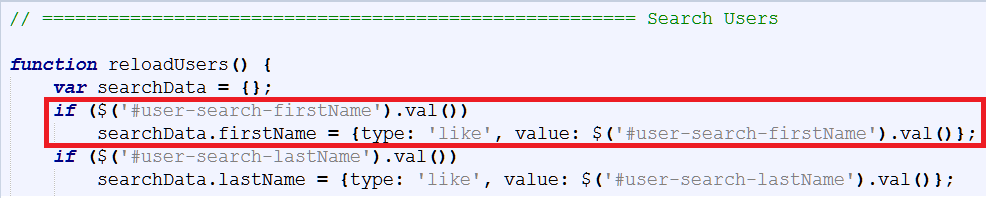 // ====================================================== Search Users
function reloadUsers() {
    var searchData = {};
    if ($('#user-search-firstName').val())
        searchData.firstName = {type: 'like', value: $('#user-search-firstName').val()};
    if ($('#user-search-lastName').val())
        searchData.lastName = {type: 'like', value: $('#user-search-lastName').val()};